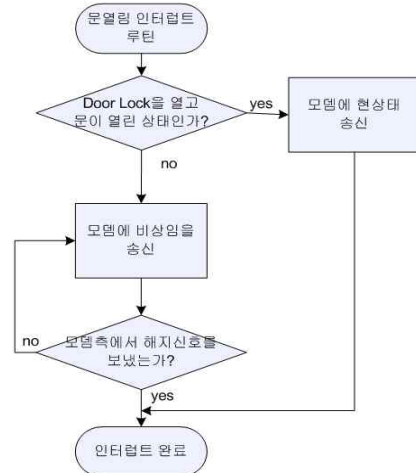 문열림 인터럽트
루틴
Door Lock을 열고
문이 열린 상태인가?
yes
모뎀에 현상태
송신
no
모뎀에 비상임을
송신
no
모뎀측에서 해지신호를
보냈는가?
yes
인터럽트 완료